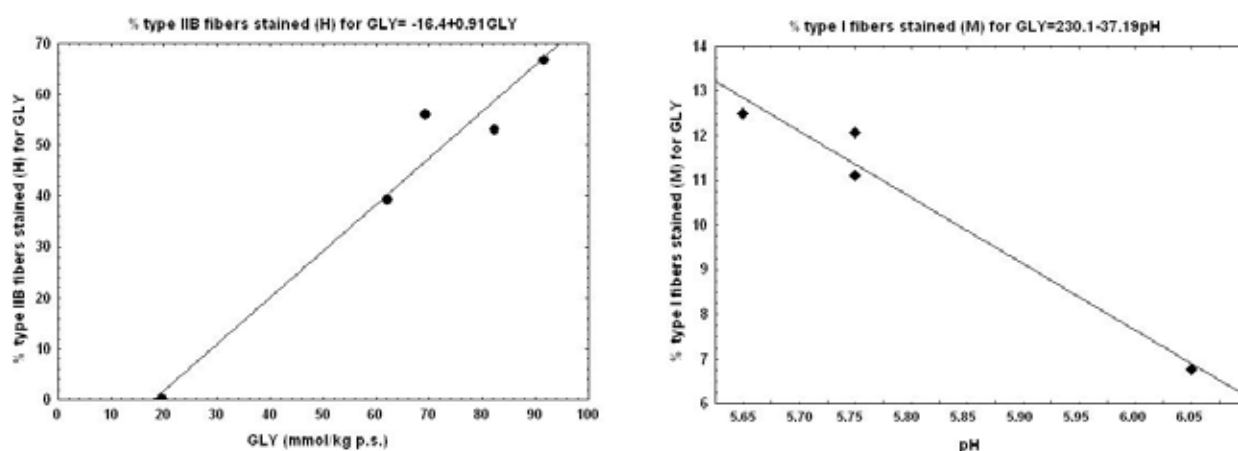 % type IIB fibers stained (H) for GLY= -16.4+0.91GLY
% type IIB fibers stained (H) for GLY
70
60
50
40
30
20
10
0
0 10 20 30 40 50 60 70 80 90 100
GLY (mmol/kg p.s.)
% type I fibers stained (M) for GLY=230.1-37.19pH
% type I fibers stained (M) for GLY
14
13
12
11
10
9
8
7
6
5.65 5.70 5.75 5.80 5.85 5.90 5.95 6.00 6.05
pH